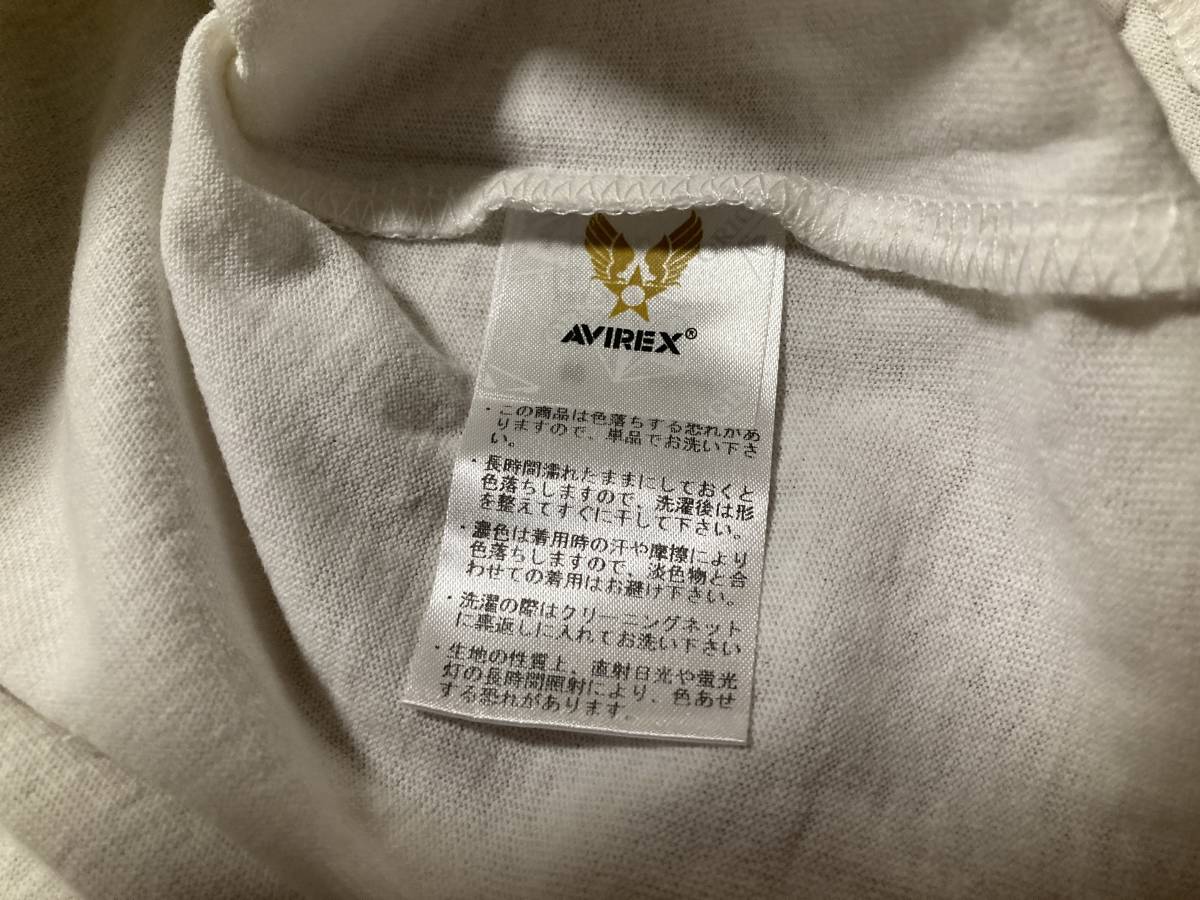 AVIREX®
・この商品は色落ちする恐れがあ
りますので、単品でお洗い下さ
い。
・長時間濡れたままにしておくと
色落ちしますので、洗濯後は形
を整えてすぐに干して下さい。
・濃色は着用時の汗や摩擦により
色落ちしますので、淡色物と合
わせての着用はお避け下さい。
・洗濯の際はクリーニングネット
に裏返しに入れてお洗い下さい
・生地の性質上、直射日光や蛍光
灯の長時間照射により、色あせ
する恐れがあります。